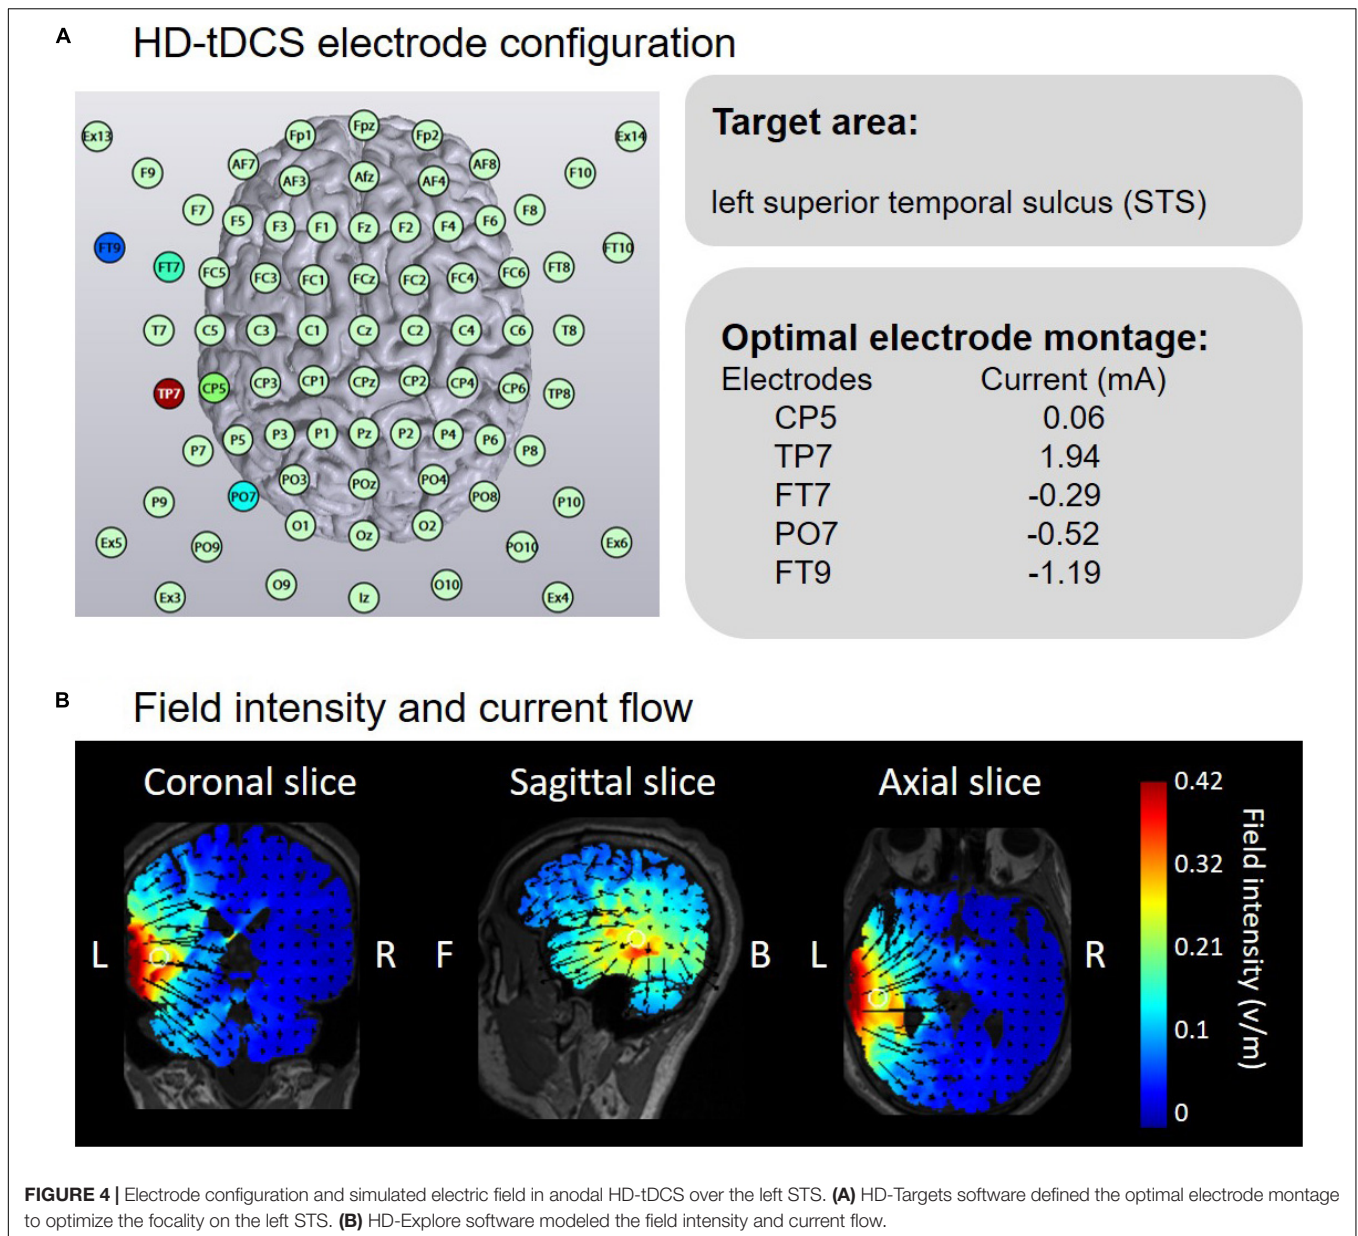 A
HD-tDCS electrode configuration
Fpz
Fp1 Fp2
Ex13 Ex14
AF7 AF8
F9 AF3 Afz AF4 F10
F7 F5 F3 F1 Fz F2 F4 F6 F8
FT9 FT10
FT7 FC5 FC3 FC1 FCz FC2 FC4 FC6 FT8
T7 C5 C3 C1 Cz C2 C4 C6 T8
TP7 CP5 CP3 CP1 CPz CP2 CP4 CP6 TP8
P7 P5 P3 P1 Pz P2 P4 P6 P8
PO3 POz PO4
P9 PO7 PO8 P10
O1 Oz O2
Ex5 PO9 PO10 Ex6
O9 O10
Ex3 Iz Ex4
Target area:
left superior temporal sulcus (STS)
Optimal electrode montage:
Electrodes Current (mA)
CP5 0.06
TP7 1.94
FT7 -0.29
PO7 -0.52
FT9 -1.19
B
Field intensity and current flow
Coronal slice
L R
Sagittal slice
F B
Axial slice
L R
0.42
0.32
0.21
0.1
0
Field intensity (v/m)
FIGURE 4 | Electrode configuration and simulated electric field in anodal HD-tDCS over the left STS. (A) HD-Targets software defined the optimal electrode montage
to optimize the focality on the left STS. (B) HD-Explore software modeled the field intensity and current flow.